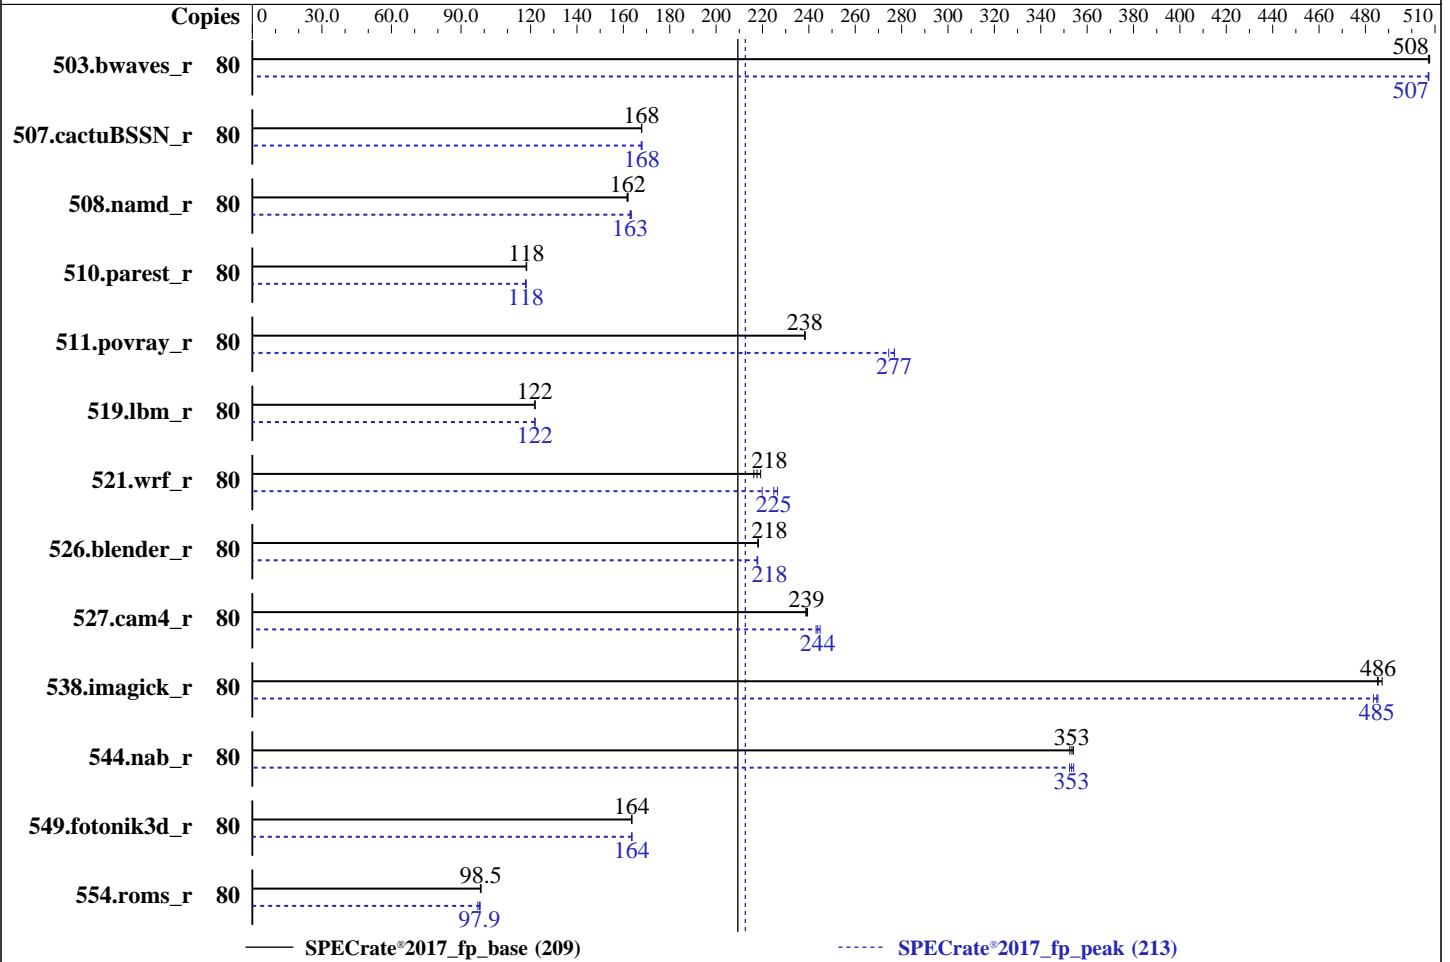 Copies 0 30.0 60.0 90.0 120 140 160 180 200 220 240 260 280 300 320 340 360 380 400 420 440 460 480 510
508
503.bwaves_r 80
507
168
507.cactuBSSN_r 80
168
162
508.namd_r 80
163
118
510.parest_r 80
118
238
511.povray_r 80
277
122
519.lbm_r 80
122
218
521.wrf_r 80
225
218
526.blender_r 80
218
239
527.cam4_r 80
244
486
538.imagick_r 80
485
353
544.nab_r 80
353
164
549.fotonik3d_r 80
164
98.5
554.roms_r 80
97.9
SPECrate®2017_fp_base (209) SPECrate®2017_fp_peak (213)